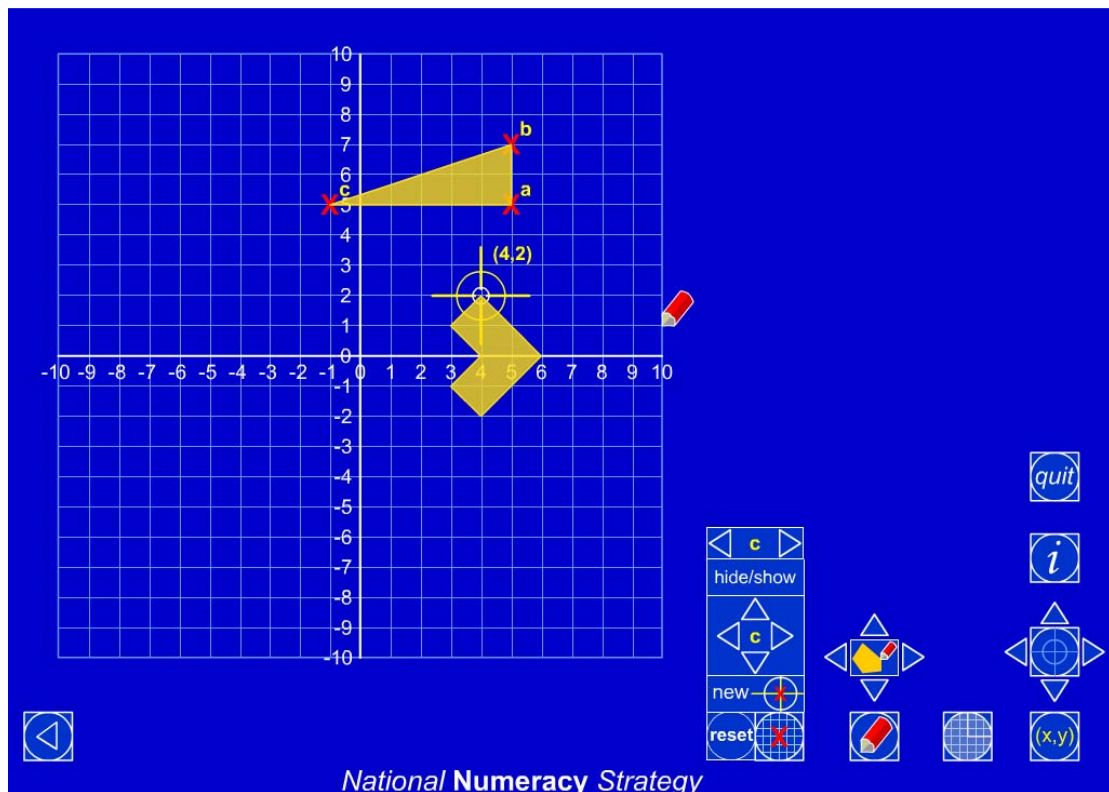 10
9
8
b
7
6
c a
5
4
(4,2)
3
2
1
0
-10 -9 -8 -7 -6 -5 -4 -3 -2 -1 0 1 2 3 4 5 6 7 8 9 10
-1
-2
-3
-4
-5
-6
-7
-8
-9
-10
quit
c
hide/show
i
c
new
reset
(x,y)
National Numeracy Strategy